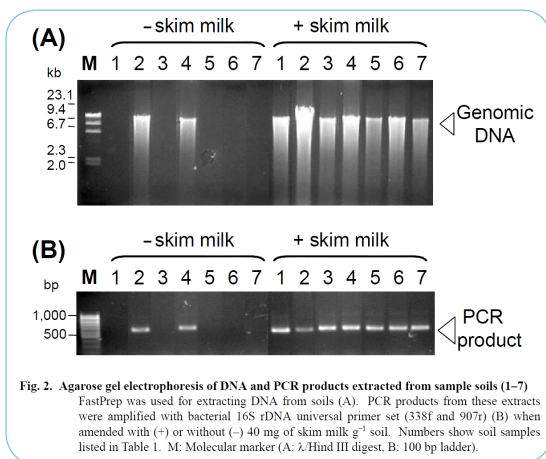 (A)
– skim milk + skim milk
M 1 2 3 4 5 6 7 1 2 3 4 5 6 7
kb
23.1
9.4
6.7
2.3
2.0
Genomic
DNA
(B)
– skim milk + skim milk
M 1 2 3 4 5 6 7 1 2 3 4 5 6 7
bp
1,000
500
PCR
product
Fig. 2. Agarose gel electrophoresis of DNA and PCR products extracted from sample soils (1–7)
FastPrep was used for extracting DNA from soils (A). PCR products from these extracts
were amplified with bacterial 16S rDNA universal primer set (338f and 907r) (B) when
amended with (+) or without (–) 40 mg of skim milk g⁻¹ soil. Numbers show soil samples
listed in Table 1. M: Molecular marker (A: λ/Hind III digest, B: 100 bp ladder).